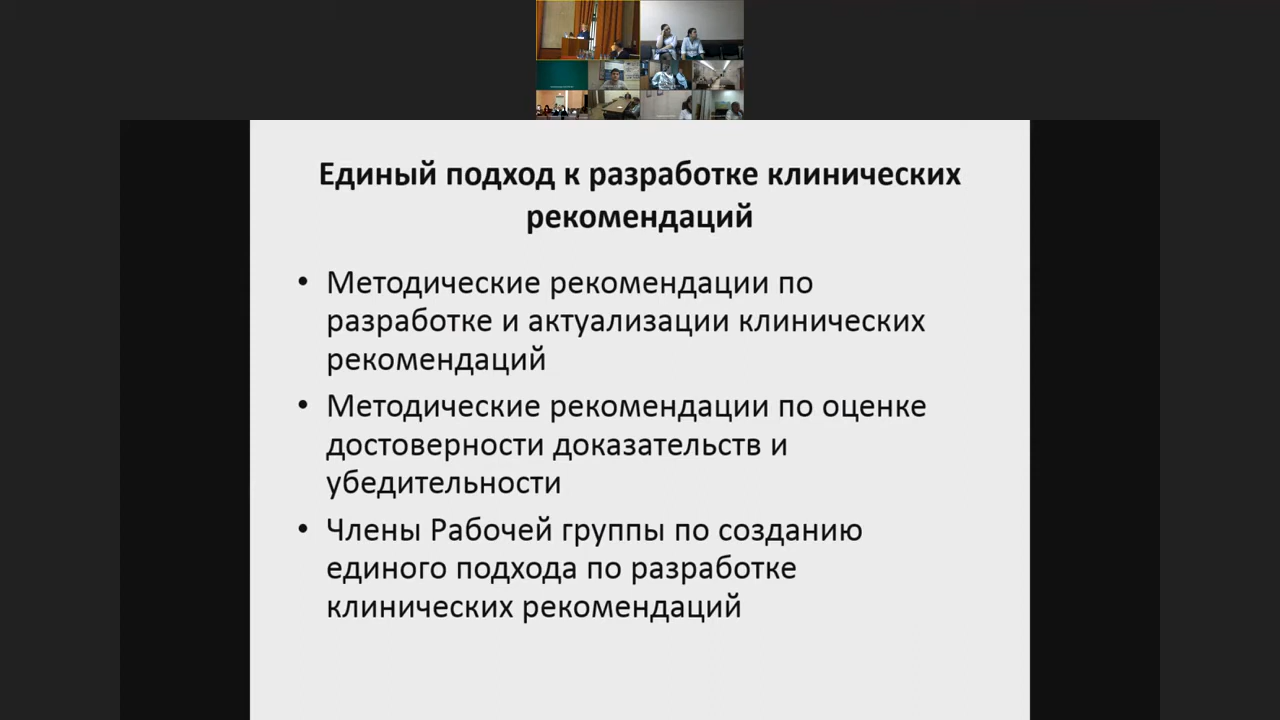 Единый подход к разработке клинических
рекомендаций
• Методические рекомендации по
разработке и актуализации клинических
рекомендаций
• Методические рекомендации по оценке
достоверности доказательств и
убедительности
• Члены Рабочей группы по созданию
единого подхода по разработке
клинических рекомендаций